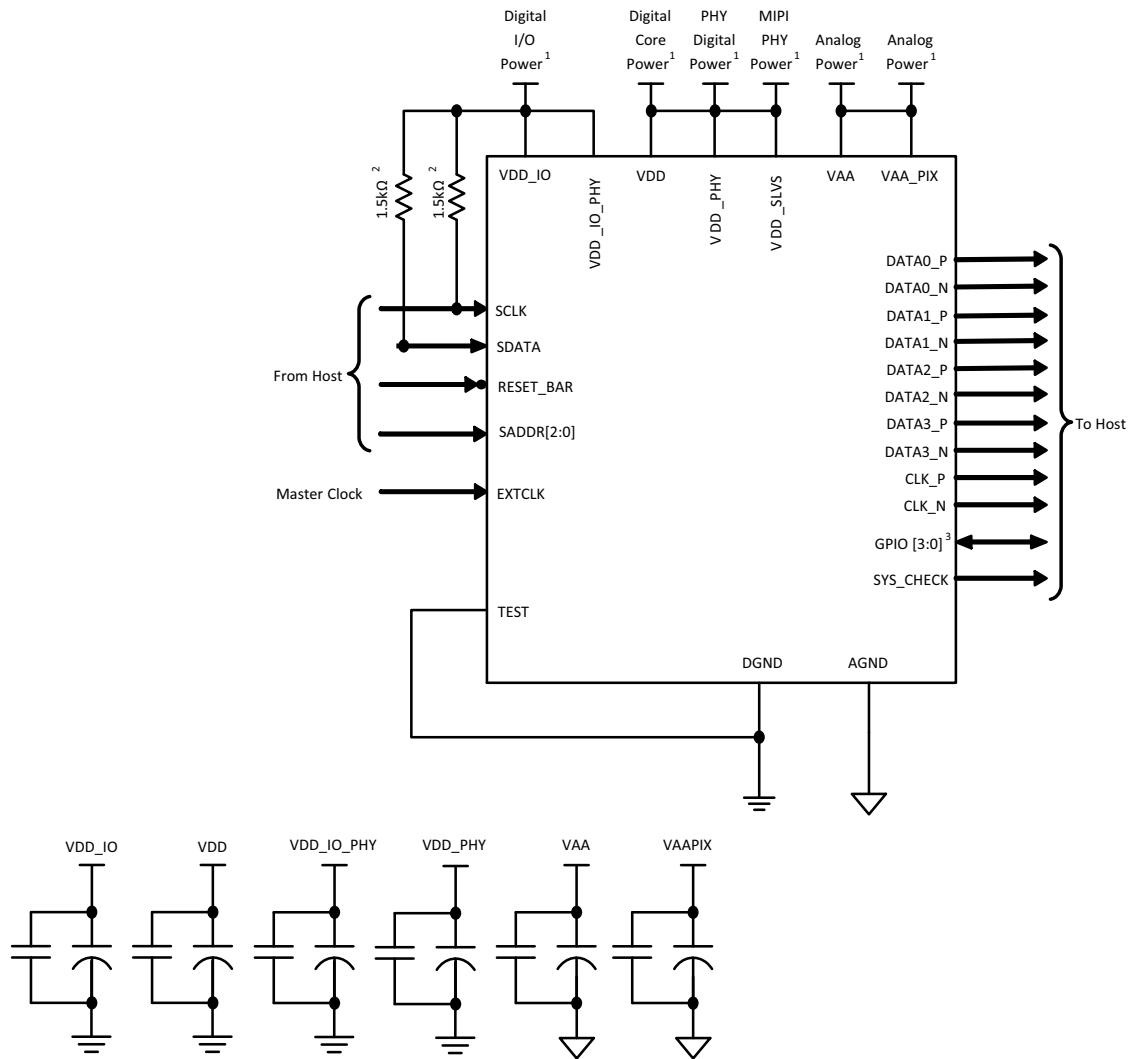 Digital
I/O
Power1
Digital
Core
Power1
PHY
Digital
Power1
MIPI
PHY
Power1
Analog
Power1
Analog
Power1
1.5kΩ 2
1.5kΩ 2
VDD_IO
VDD_IO_PHY
VDD
VDD_PHY
VDD_SLVS
VAA
VAA_PIX
From Host
SCLK
SDATA
RESET_BAR
SADDR[2:0]
Master Clock
EXTCLK
TEST
DATA0_P
DATA0_N
DATA1_P
DATA1_N
DATA2_P
DATA2_N
DATA3_P
DATA3_N
CLK_P
CLK_N
GPIO [3:0]3
SYS_CHECK
To Host
DGND
AGND
VDD_IO
VDD
VDD_IO_PHY
VDD_PHY
VAA
VAAPIX